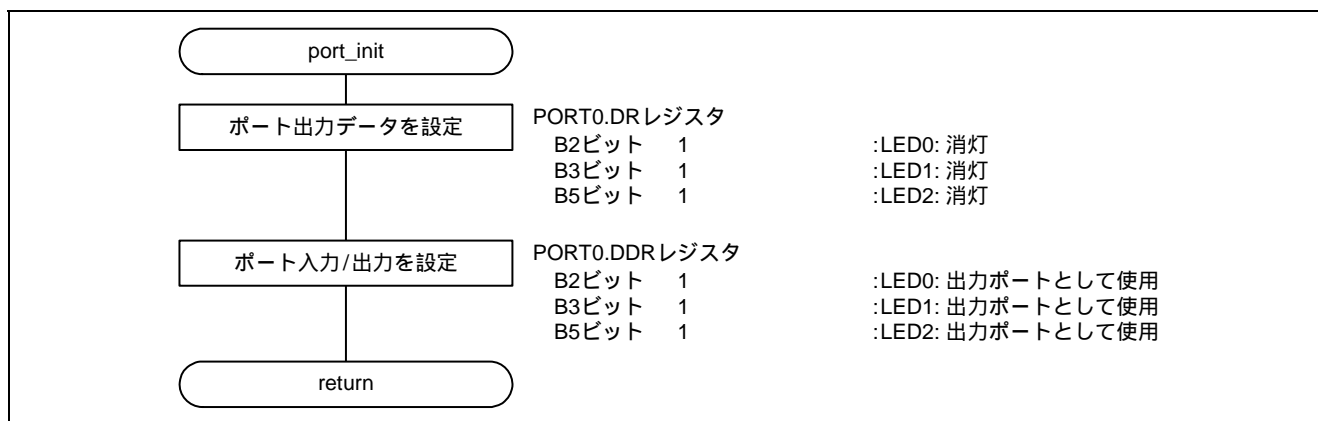 port_init
ポート出力データを設定
PORT0.DRレジスタ
B2ビット 1 :LED0: 消灯
B3ビット 1 :LED1: 消灯
B5ビット 1 :LED2: 消灯
ポート入力/出力を設定
PORT0.DDRレジスタ
B2ビット 1 :LED0: 出力ポートとして使用
B3ビット 1 :LED1: 出力ポートとして使用
B5ビット 1 :LED2: 出力ポートとして使用
return